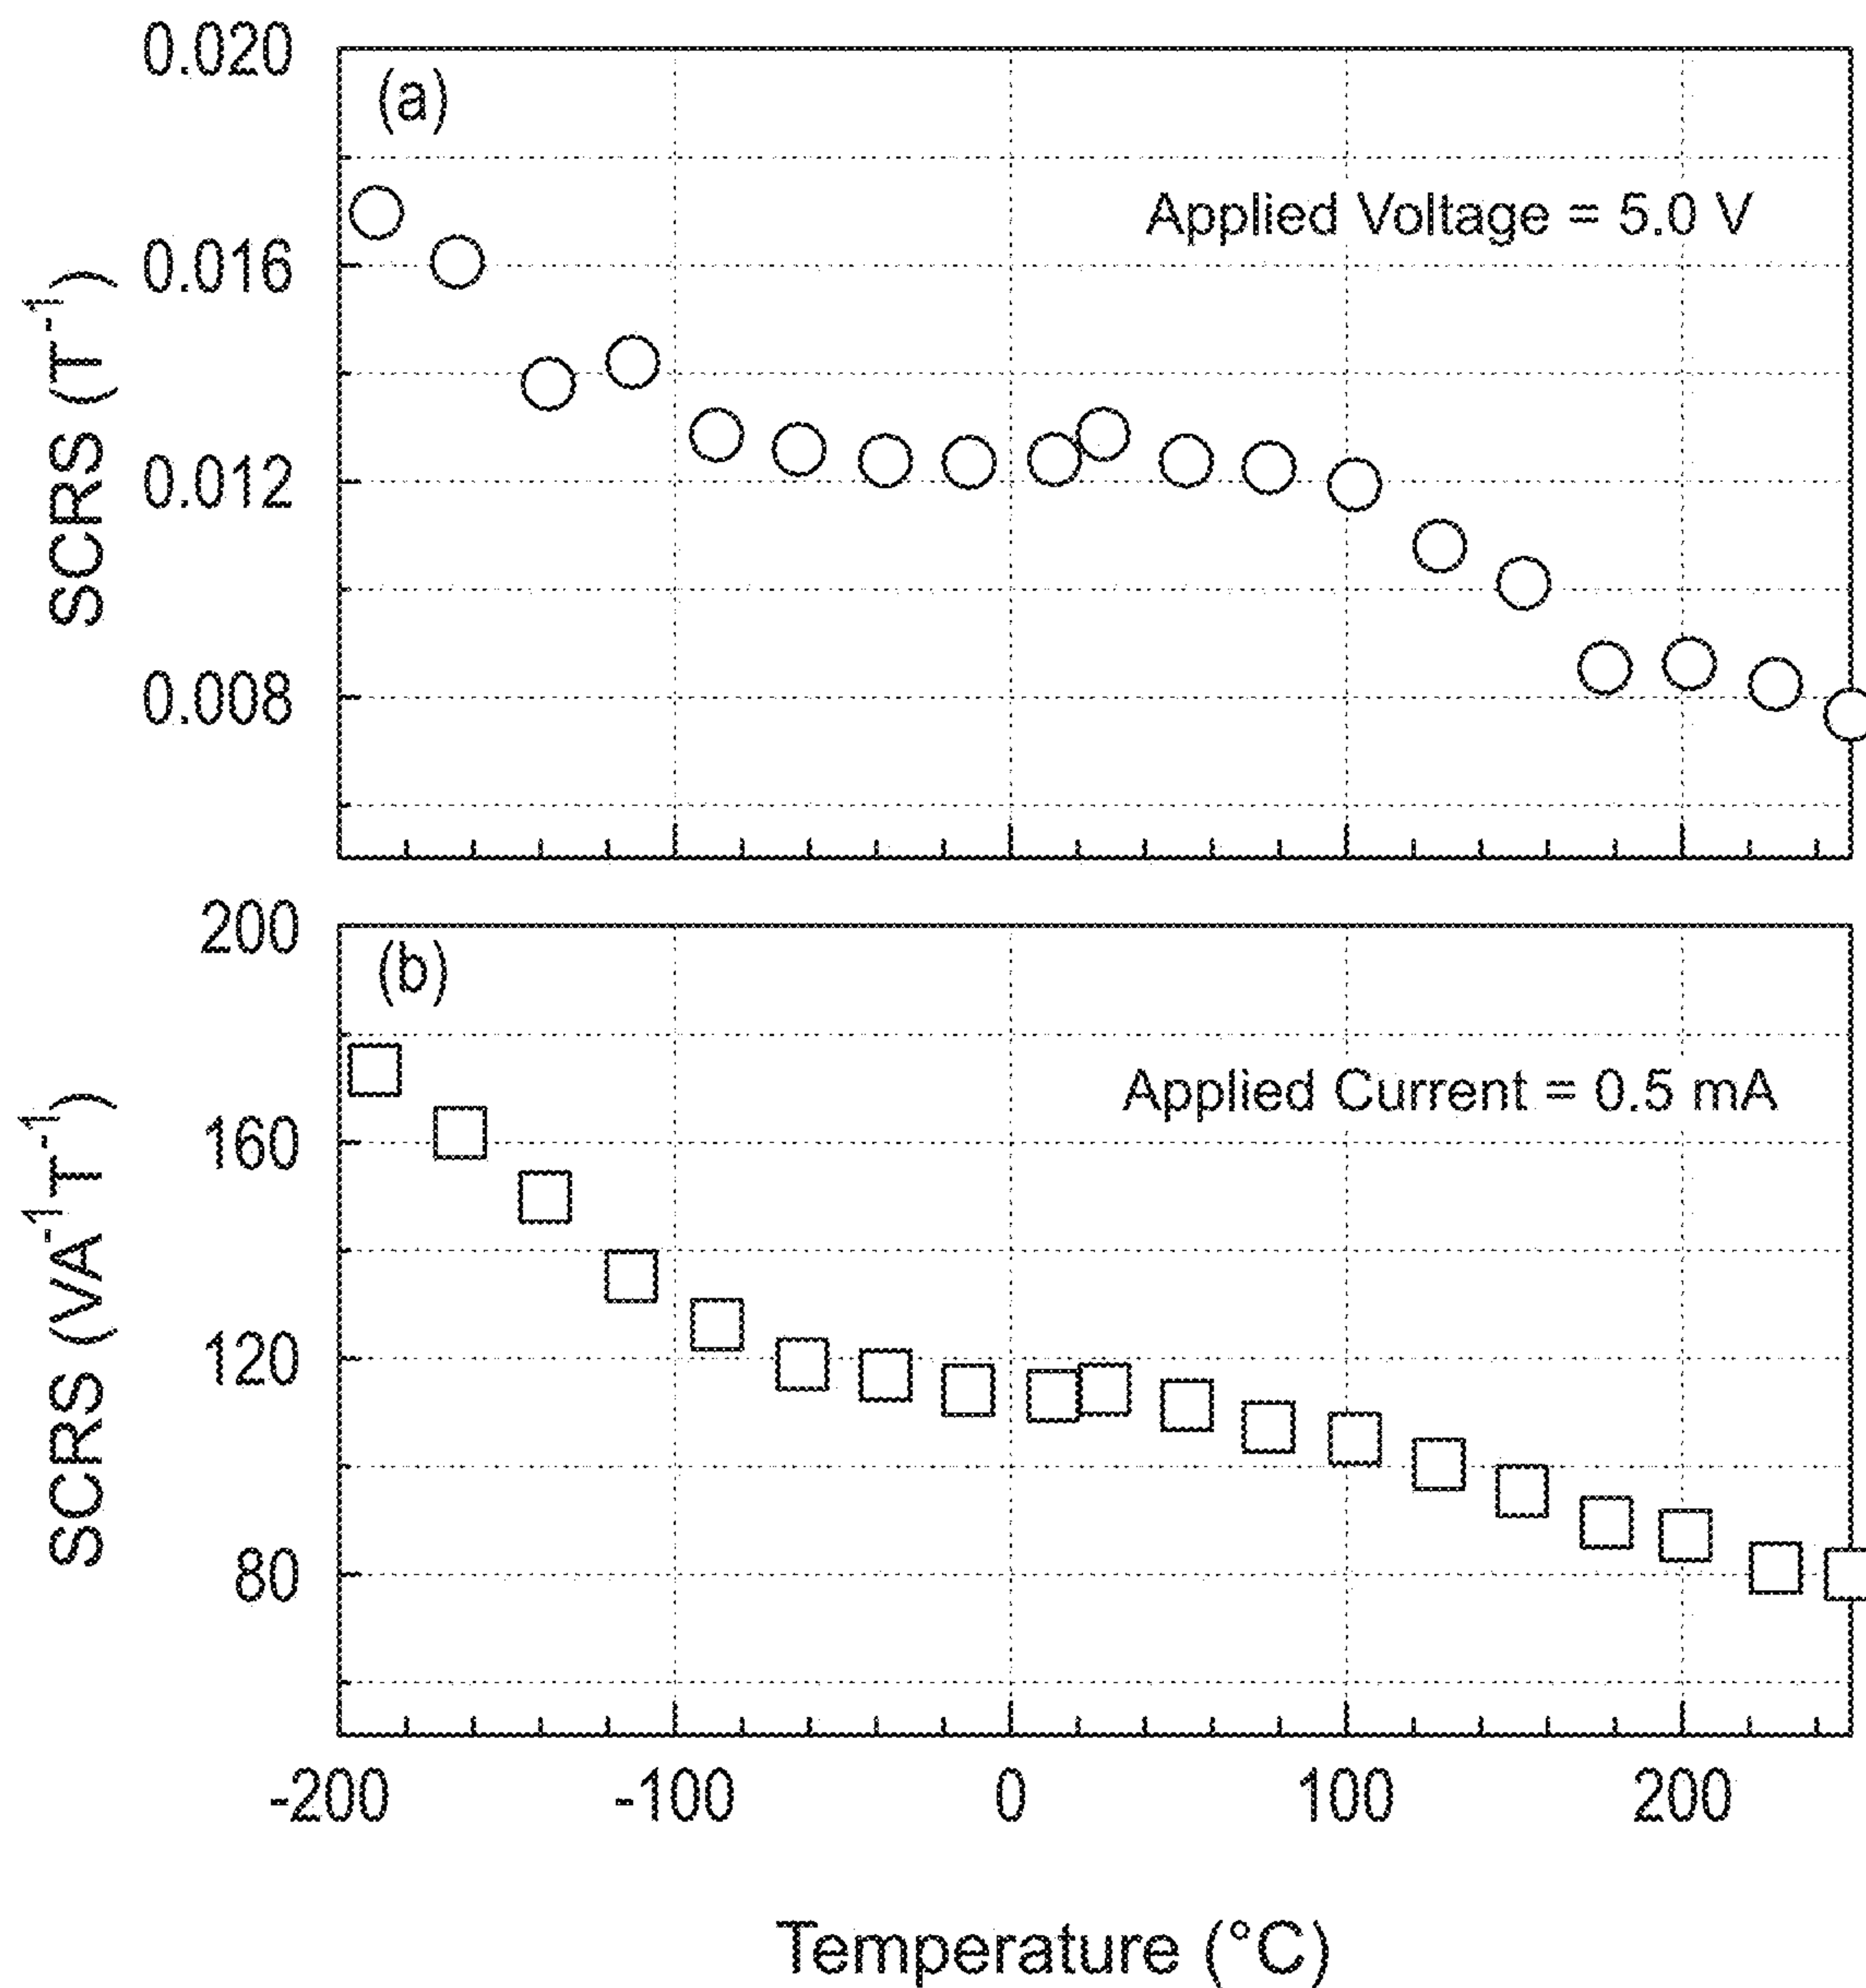 0.020
(a)
Applied Voltage = 5.0 V
0.016
SCRS (T⁻¹)
0.012
0.008
200
(b)
Applied Current = 0.5 mA
160
SCRS (VA⁻¹T⁻¹)
120
80
-200 -100 0 100 200
Temperature (°C)